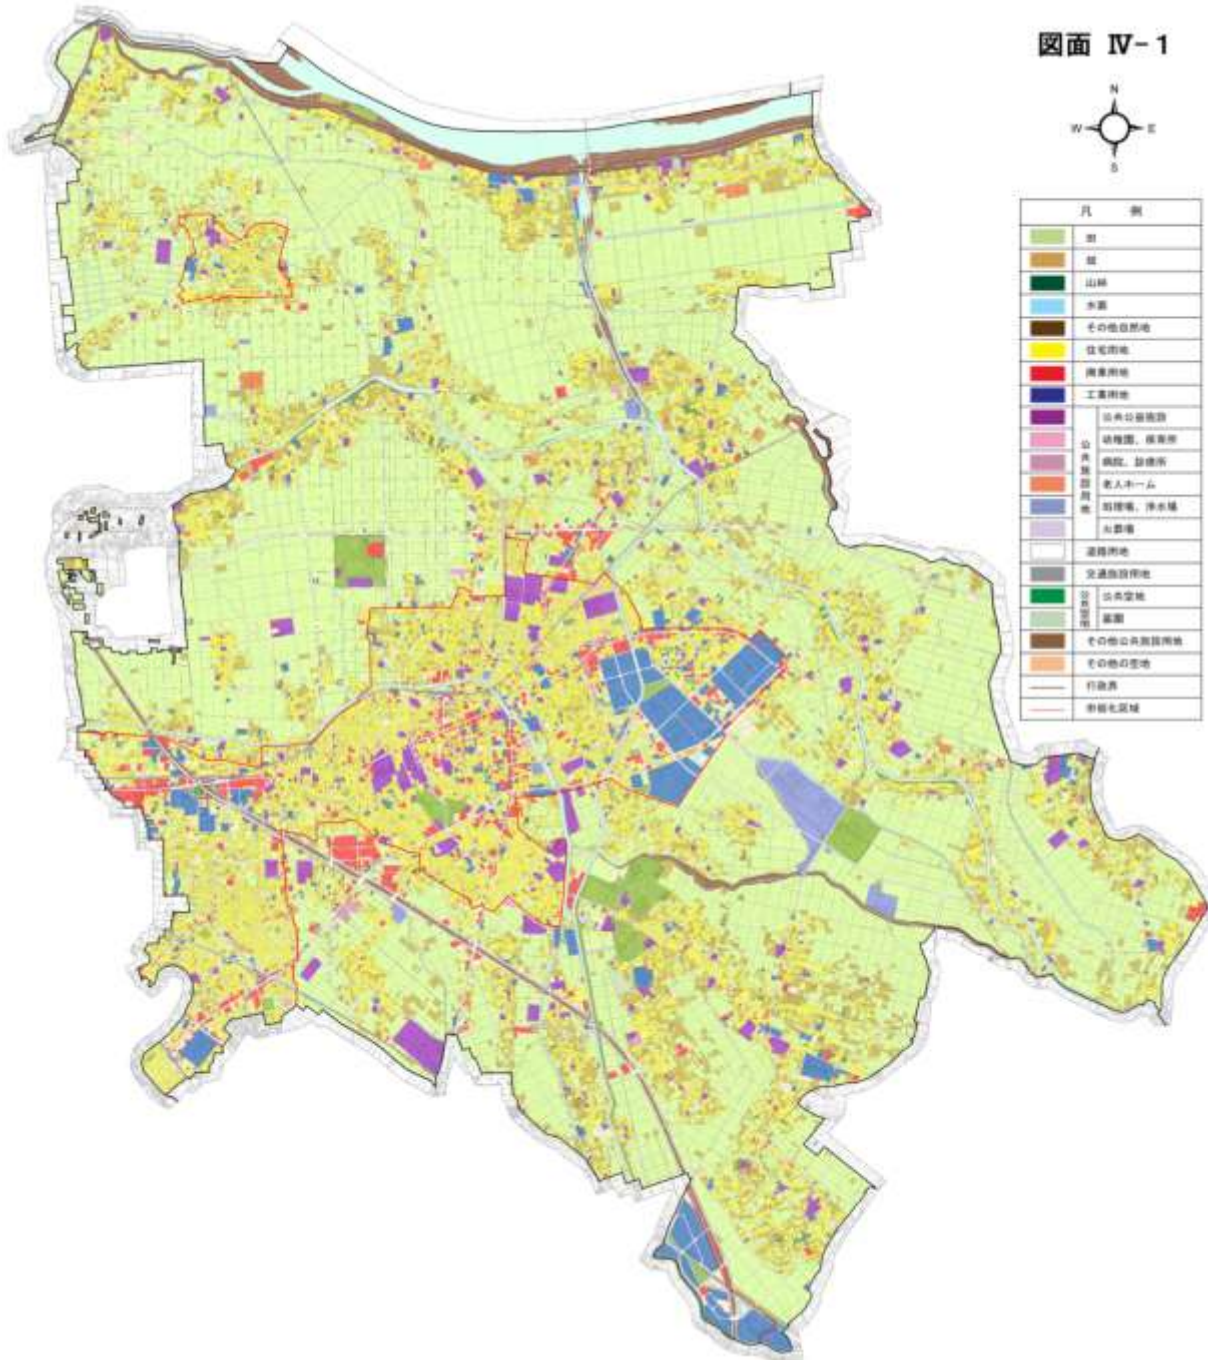 図面 Ⅳ-1
N
W
E
S
凡 例
田
畑
山林
水面
その他自然地
住宅用地
商業用地
工業用地
公共施設用地
公共公益施設
幼稚園、保育所
病院、診療所
老人ホーム
処理場、浄水場
火葬場
道路用地
交通施設用地
公共空地
墓園
その他公共施設用地
その他の空地
行政界
市街化区域